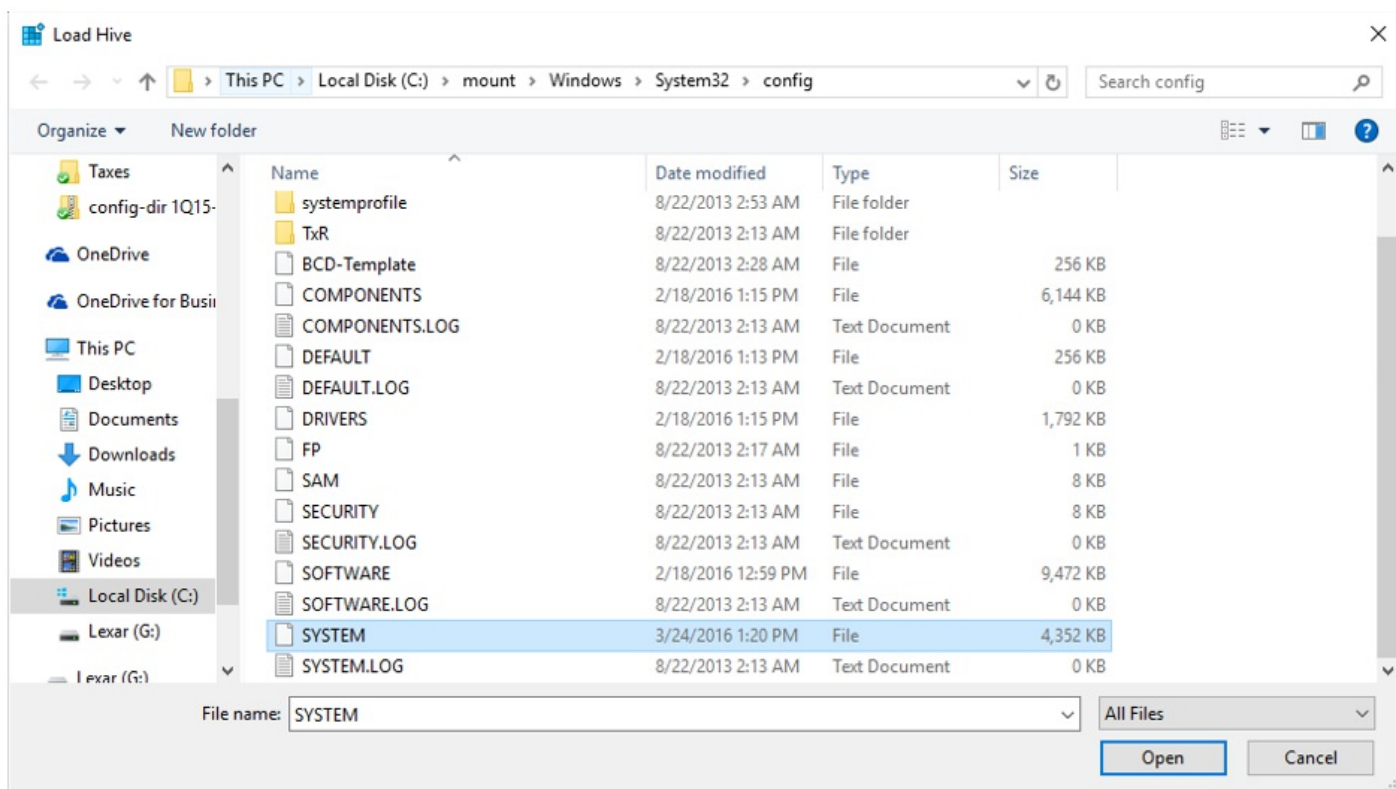 Load Hive
This PC > Local Disk (C:) > mount > Windows > System32 > config
Search config
Organize
New folder
Taxes
config-dir 1Q15-
OneDrive
OneDrive for Busi
This PC
Desktop
Documents
Downloads
Music
Pictures
Videos
Local Disk (C:)
Lexar (G:)
Lexar (G:)
Name Date modified Type Size
systemprofile 8/22/2013 2:53 AM File folder
TxR 8/22/2013 2:13 AM File folder
BCD-Template 8/22/2013 2:28 AM File 256 KB
COMPONENTS 2/18/2016 1:15 PM File 6,144 KB
COMPONENTS.LOG 8/22/2013 2:13 AM Text Document 0 KB
DEFAULT 2/18/2016 1:13 PM File 256 KB
DEFAULT.LOG 8/22/2013 2:13 AM Text Document 0 KB
DRIVERS 2/18/2016 1:15 PM File 1,792 KB
FP 8/22/2013 2:17 AM File 1 KB
SAM 8/22/2013 2:13 AM File 8 KB
SECURITY 8/22/2013 2:13 AM File 8 KB
SECURITY.LOG 8/22/2013 2:13 AM Text Document 0 KB
SOFTWARE 2/18/2016 12:59 PM File 9,472 KB
SOFTWARE.LOG 8/22/2013 2:13 AM Text Document 0 KB
SYSTEM 3/24/2016 1:20 PM File 4,352 KB
SYSTEM.LOG 8/22/2013 2:13 AM Text Document 0 KB
File name: SYSTEM
All Files
Open
Cancel